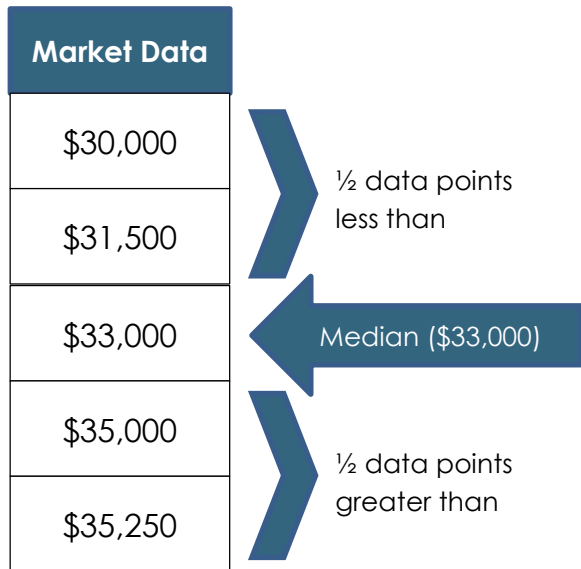 Market Data
$30,000
$31,500
½ data points
less than
$33,000
Median ($33,000)
$35,000
$35,250
½ data points
greater than